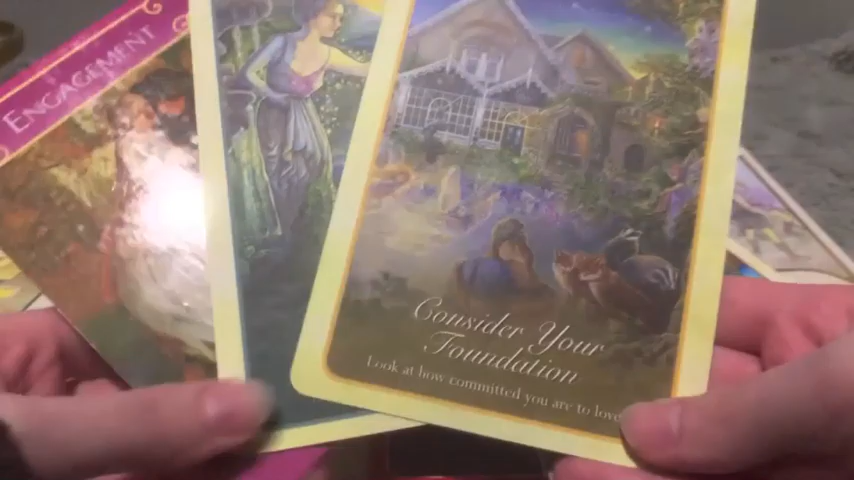 ENGAGEMENT
Consider Your
Foundation
Look at how committed you are to love